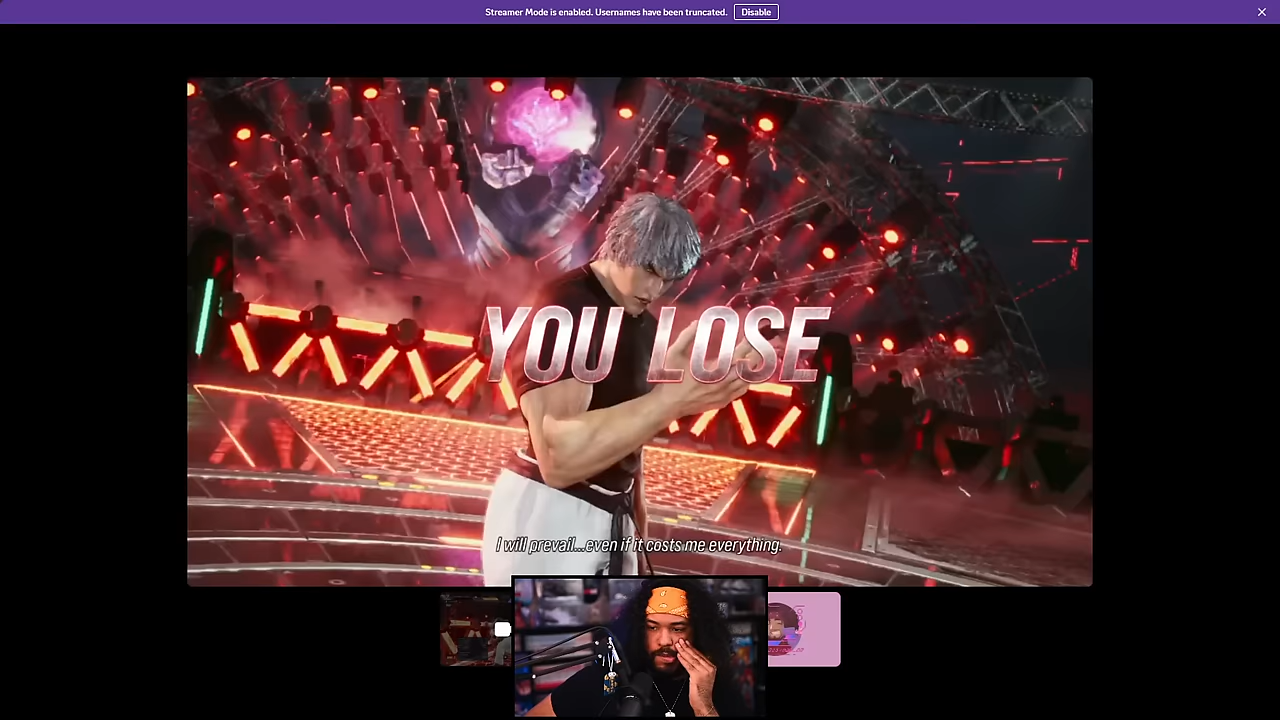 Streamer Mode is enabled. Usernames have been truncated. Disable
YOU LOSE
I will prevail...even if it costs me everything.